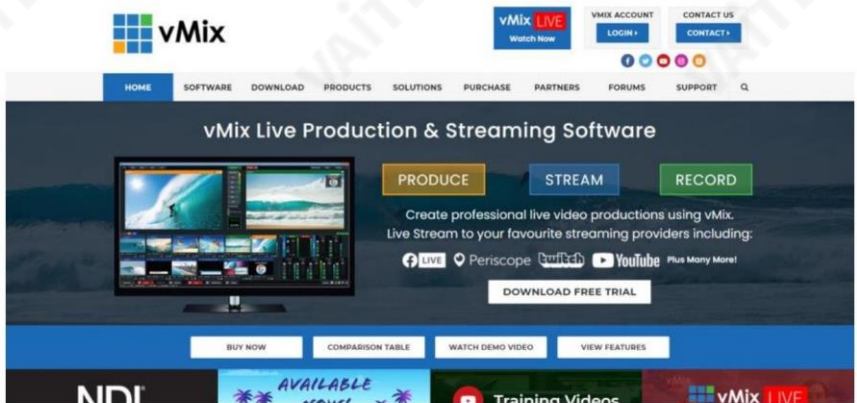 vMix
vMix LIVE
Watch Now
VMIX ACCOUNT
LOGIN
CONTACT US
CONTACT
HOME SOFTWARE DOWNLOAD PRODUCTS SOLUTIONS PURCHASE PARTNERS FORUMS SUPPORT
vMix Live Production & Streaming Software
PRODUCE STREAM RECORD
Create professional live video productions using vMix.
Live Stream to your favourite streaming providers including:
LIVE Periscope twitch YouTube Plus Many More!
DOWNLOAD FREE TRIAL
BUY NOW COMPARISON TABLE WATCH DEMO VIDEO VIEW FEATURES
NDI
AVAILABLE
Training Videos
vMix LIVE